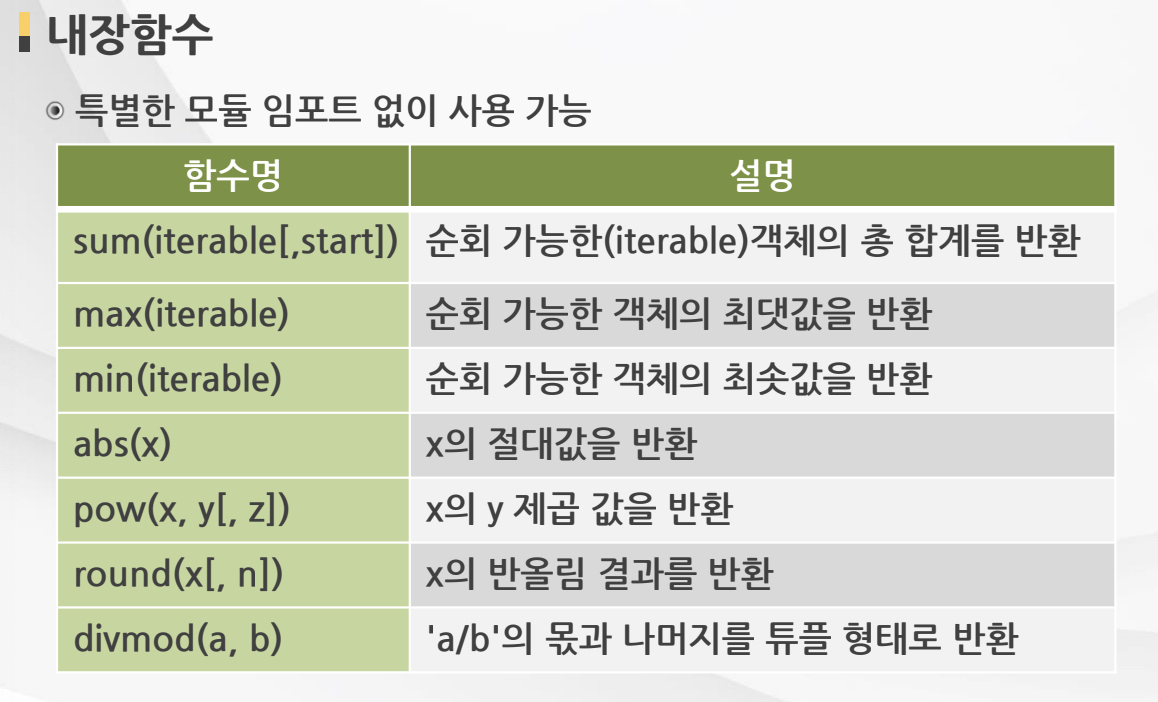 내장함수
특별한 모듈 임포트 없이 사용 가능
함수명 설명
sum(iterable[,start]) 순회 가능한(iterable)객체의 총 합계를 반환
max(iterable) 순회 가능한 객체의 최댓값을 반환
min(iterable) 순회 가능한 객체의 최솟값을 반환
abs(x) x의 절대값을 반환
pow(x, y[, z]) x의 y 제곱 값을 반환
round(x[, n]) x의 반올림 결과를 반환
divmod(a, b) 'a/b'의 몫과 나머지를 튜플 형태로 반환